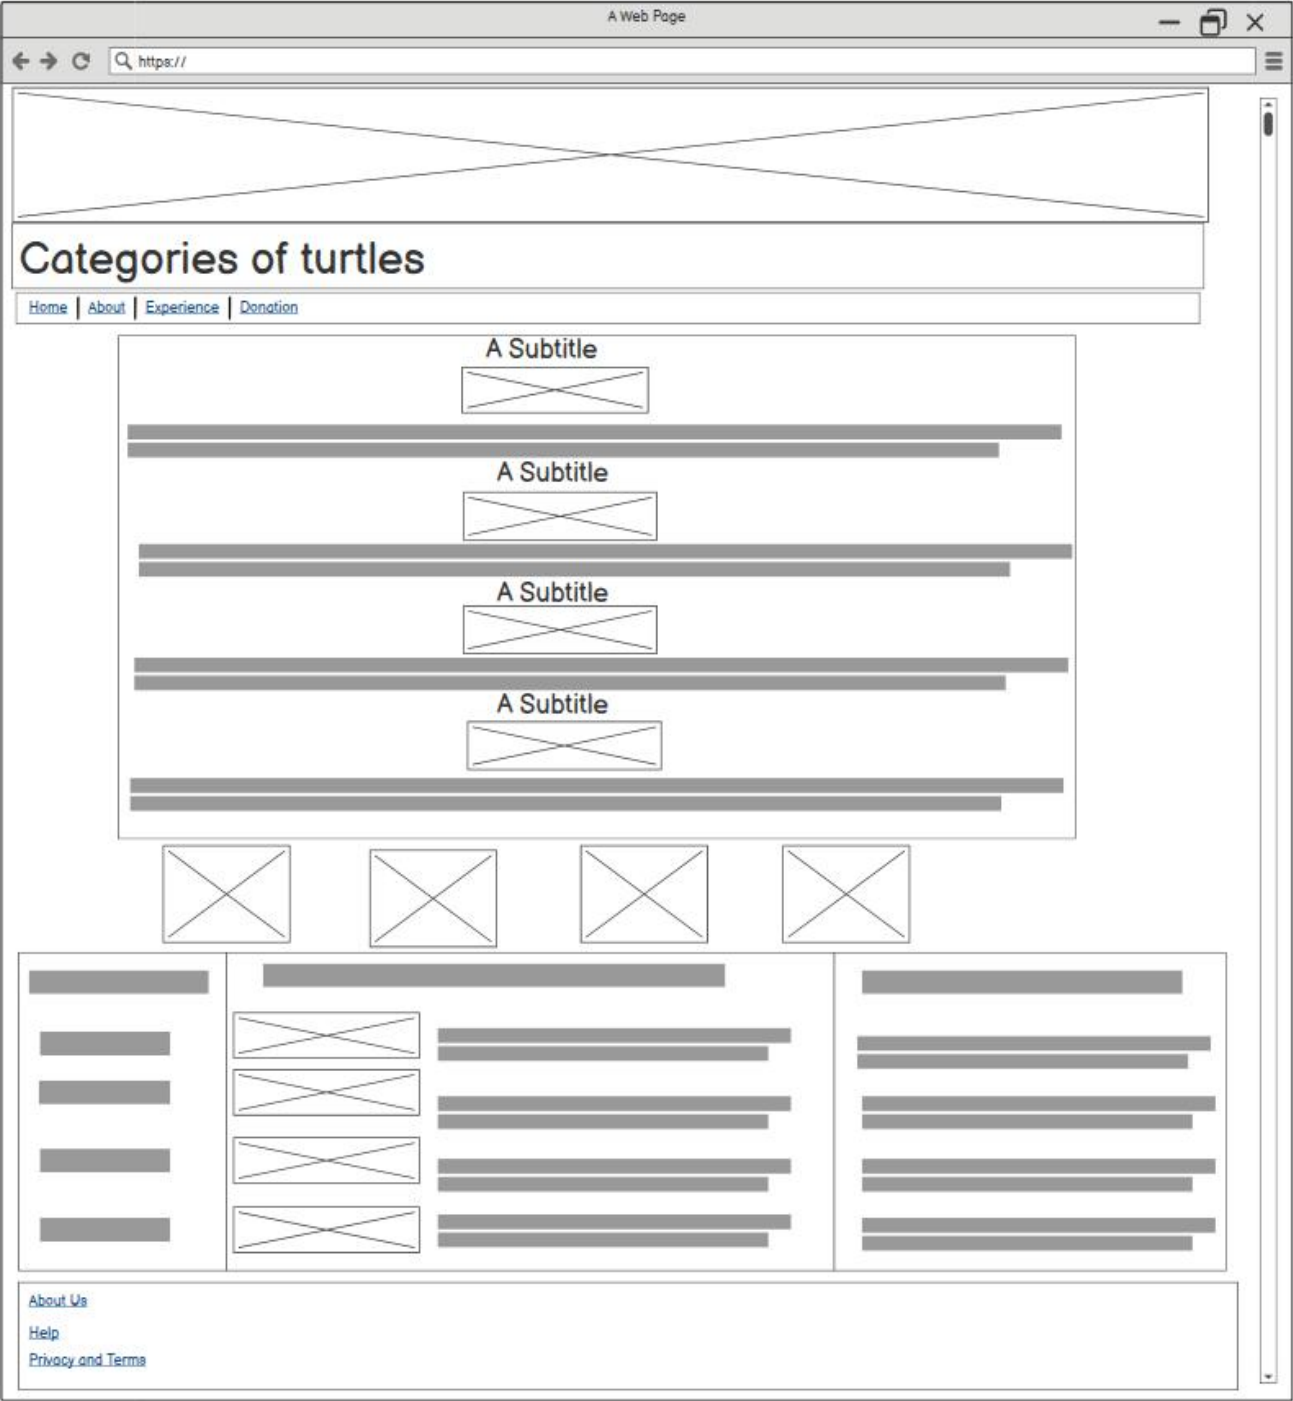 A Web Page
https://
Categories of turtles
Home | About | Experience | Donation
A Subtitle
A Subtitle
A Subtitle
A Subtitle
About Us
Help
Privacy and Terms